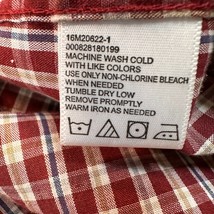 16M20622-1
000828180199
MACHINE WASH COLD
WITH LIKE COLORS
USE ONLY NON-CHLORINE BLEACH
WHEN NEEDED
TUMBLE DRY LOW
REMOVE PROMPTLY
WARM IRON AS NEEDED